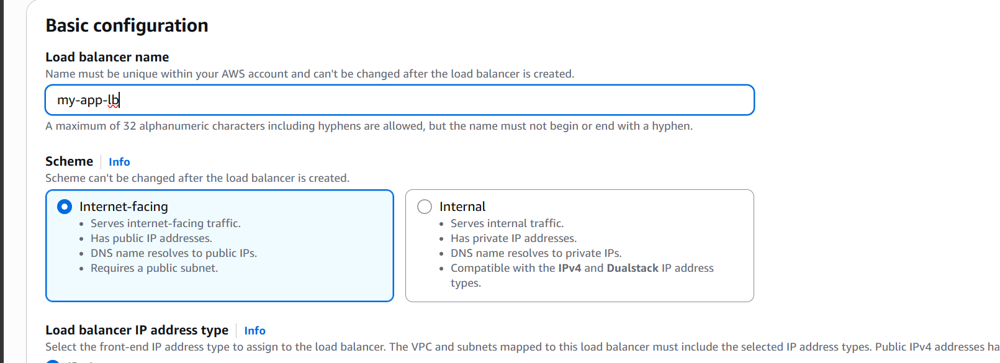 Basic configuration
Load balancer name
Name must be unique within your AWS account and can't be changed after the load balancer is created.
my-app-lb
A maximum of 32 alphanumeric characters including hyphens are allowed, but the name must not begin or end with a hyphen.
Scheme Info
Scheme can't be changed after the load balancer is created.
Internet-facing
• Serves internet-facing traffic.
• Has public IP addresses.
• DNS name resolves to public IPs.
• Requires a public subnet.
Internal
• Serves internal traffic.
• Has private IP addresses.
• DNS name resolves to private IPs.
• Compatible with the IPv4 and Dualstack IP address
types.
Load balancer IP address type Info
Select the front-end IP address type to assign to the load balancer. The VPC and subnets mapped to this load balancer must include the selected IP address types. Public IPv4 addresses ha